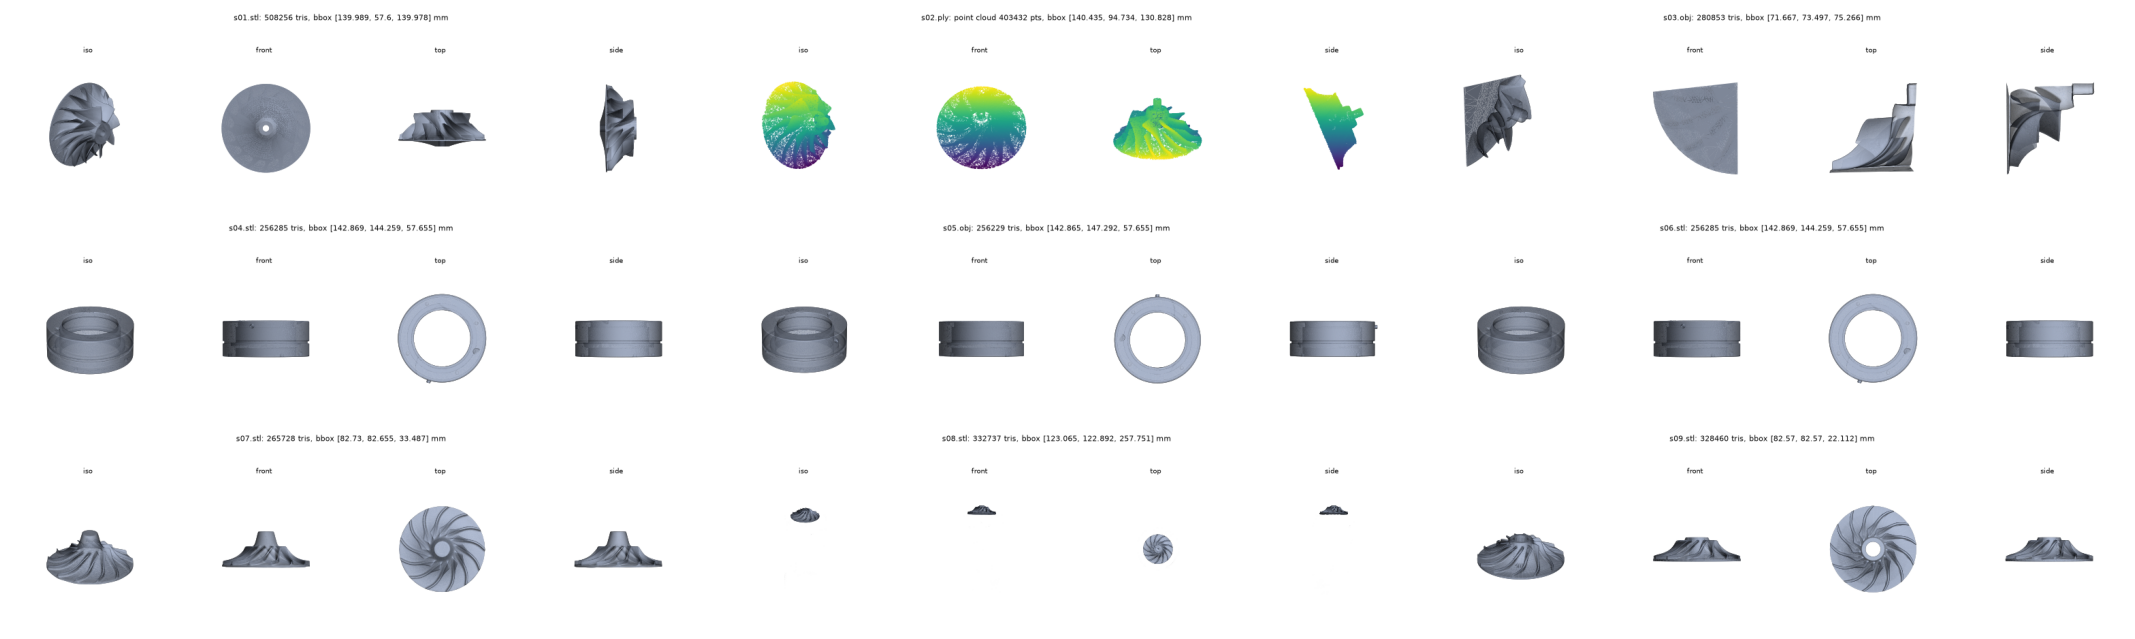 s01.stl: 508256 tris, bbox [139.989, 57.6, 139.978] mm
iso front top side
s02.ply: point cloud 403432 pts, bbox [140.435, 94.734, 130.828] mm
iso front top side
s03.obj: 280853 tris, bbox [71.667, 73.497, 75.266] mm
iso front top side
s04.stl: 256285 tris, bbox [142.869, 144.259, 57.655] mm
iso front top side
s05.obj: 256229 tris, bbox [142.865, 147.292, 57.655] mm
iso front top side
s06.stl: 256285 tris, bbox [142.869, 144.259, 57.655] mm
iso front top side
s07.stl: 265728 tris, bbox [82.73, 82.655, 33.487] mm
iso front top side
s08.stl: 332737 tris, bbox [123.065, 122.892, 257.751] mm
iso front top side
s09.stl: 328460 tris, bbox [82.57, 82.57, 22.112] mm
iso front top side